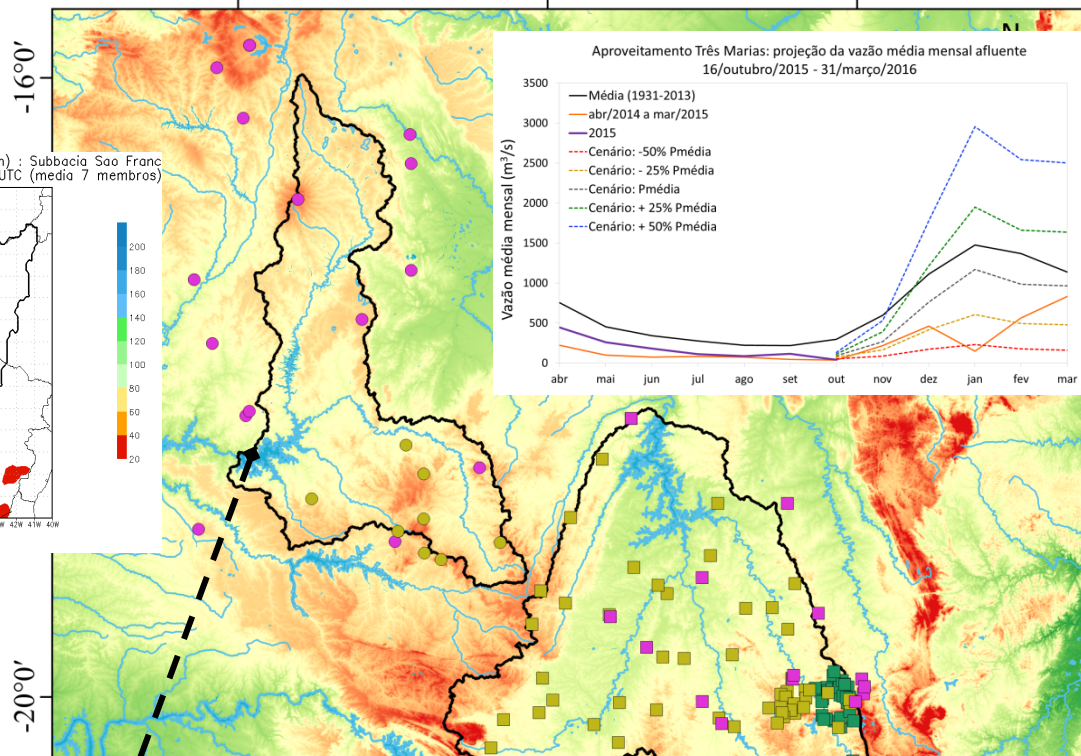 N
-16°0'
-20°0'
) : Subbacia Sao Franc
UTC (media 7 membros)
200
180
160
140
120
100
80
60
40
20
42W 41W 40W
Aproveitamento Três Marias: projeção da vazão média mensal afluente
16/outubro/2015 - 31/março/2016
Vazão média mensal (m³/s)
3500
3000
2500
2000
1500
1000
500
0
Média (1931-2013)
abr/2014 a mar/2015
2015
Cenário: -50% Pmédia
Cenário: - 25% Pmédia
Cenário: Pmédia
Cenário: + 25% Pmédia
Cenário: + 50% Pmédia
abr mai jun jul ago set out nov dez jan fev mar